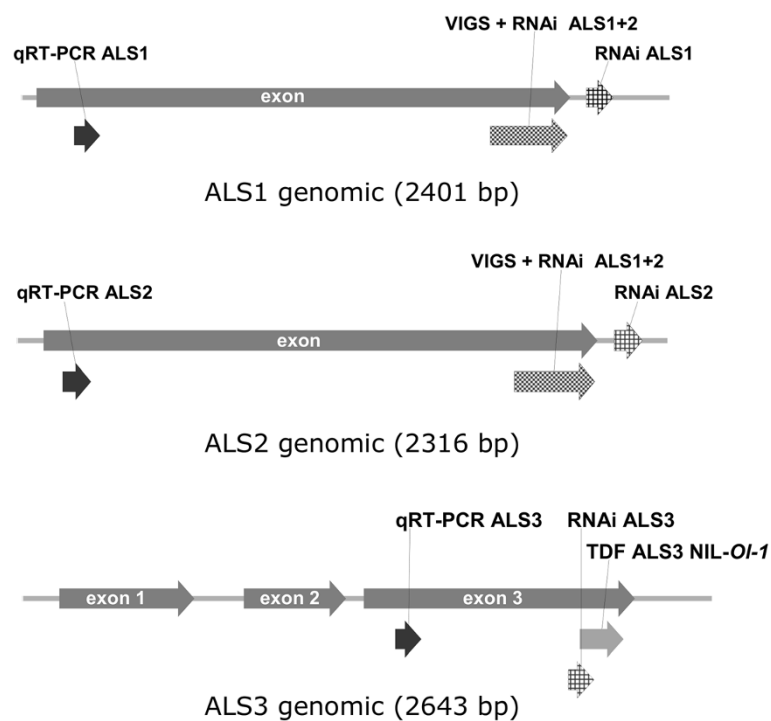 VIGS + RNAi ALS1+2
qRT-PCR ALS1
RNAi ALS1
exon
ALS1 genomic (2401 bp)
VIGS + RNAi ALS1+2
qRT-PCR ALS2
RNAi ALS2
exon
ALS2 genomic (2316 bp)
qRT-PCR ALS3
RNAi ALS3
TDF ALS3 NIL-Ol-1
exon 1
exon 2
exon 3
ALS3 genomic (2643 bp)